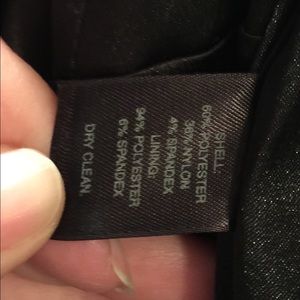 SHELL:
60% POLYESTER
36% NYLON
4% SPANDEX
LINING:
94% POLYESTER
6% SPANDEX
DRY CLEAN